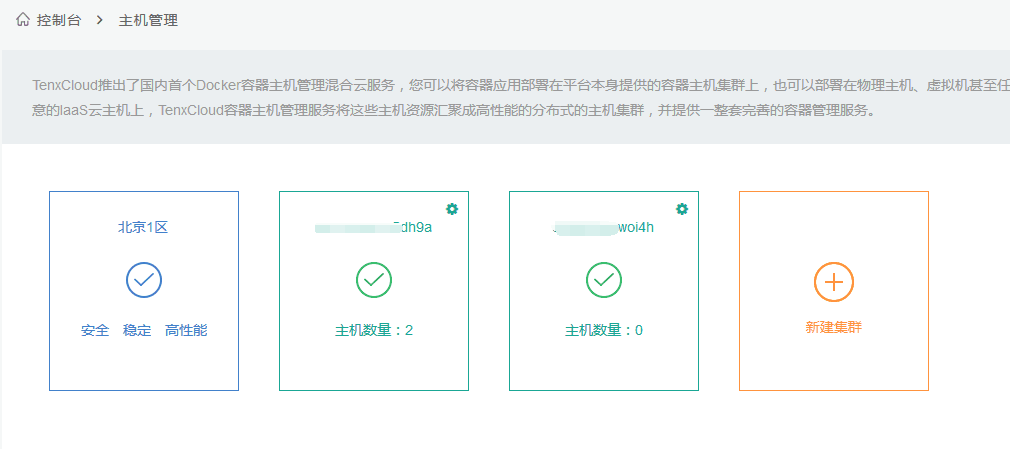 控制台 > 主机管理
TenxCloud推出了国内首个Docker容器主机管理混合云服务，您可以将容器应用部署在平台本身提供的容器主机集群上，也可以部署在物理主机、虚拟机甚至任
意的IaaS云主机上，TenxCloud容器主机管理服务将这些主机资源汇聚成高性能的分布式的主机集群，并提供一整套完善的容器管理服务。
北京1区
安全 稳定 高性能
dh9a
主机数量：2
woi4h
主机数量：0
新建集群